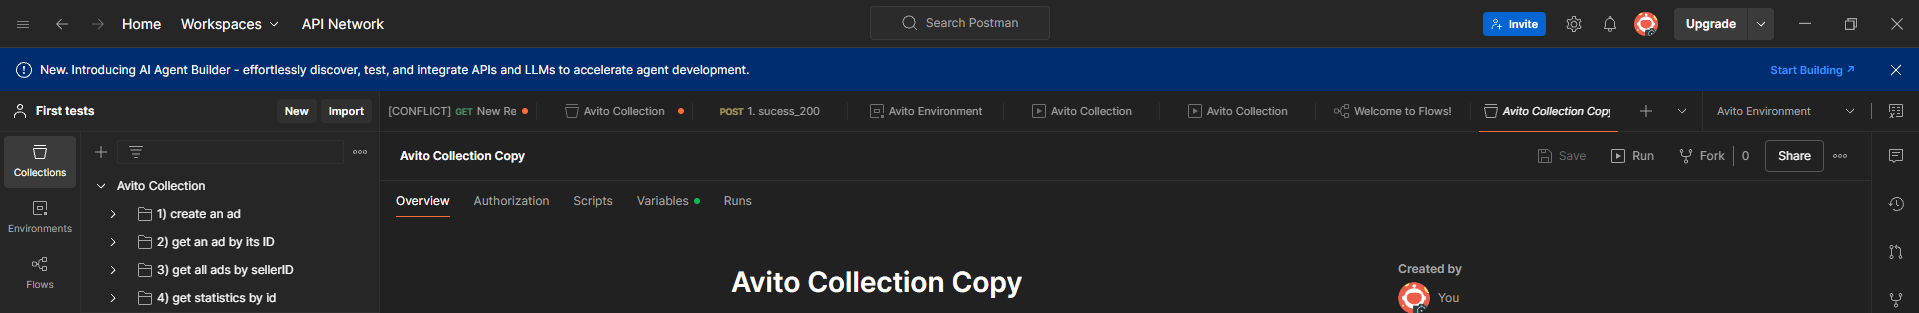 Home Workspaces API Network Search Postman Invite Upgrade
New. Introducing AI Agent Builder - effortlessly discover, test, and integrate APIs and LLMs to accelerate agent development. Start Building
First tests New Import [CONFLICT] GET New Re Avito Collection POST 1. sucess_200 Avito Environment Avito Collection Avito Collection Welcome to Flows! Avito Collection Cop Avito Environment
Avito Collection Copy Save Run Fork 0 Share
Collections
Avito Collection
Overview Authorization Scripts Variables Runs
1) create an ad
Environments
2) get an ad by its ID
3) get all ads by sellerID
Avito Collection Copy
Created by
Flows
4) get statistics by id
You